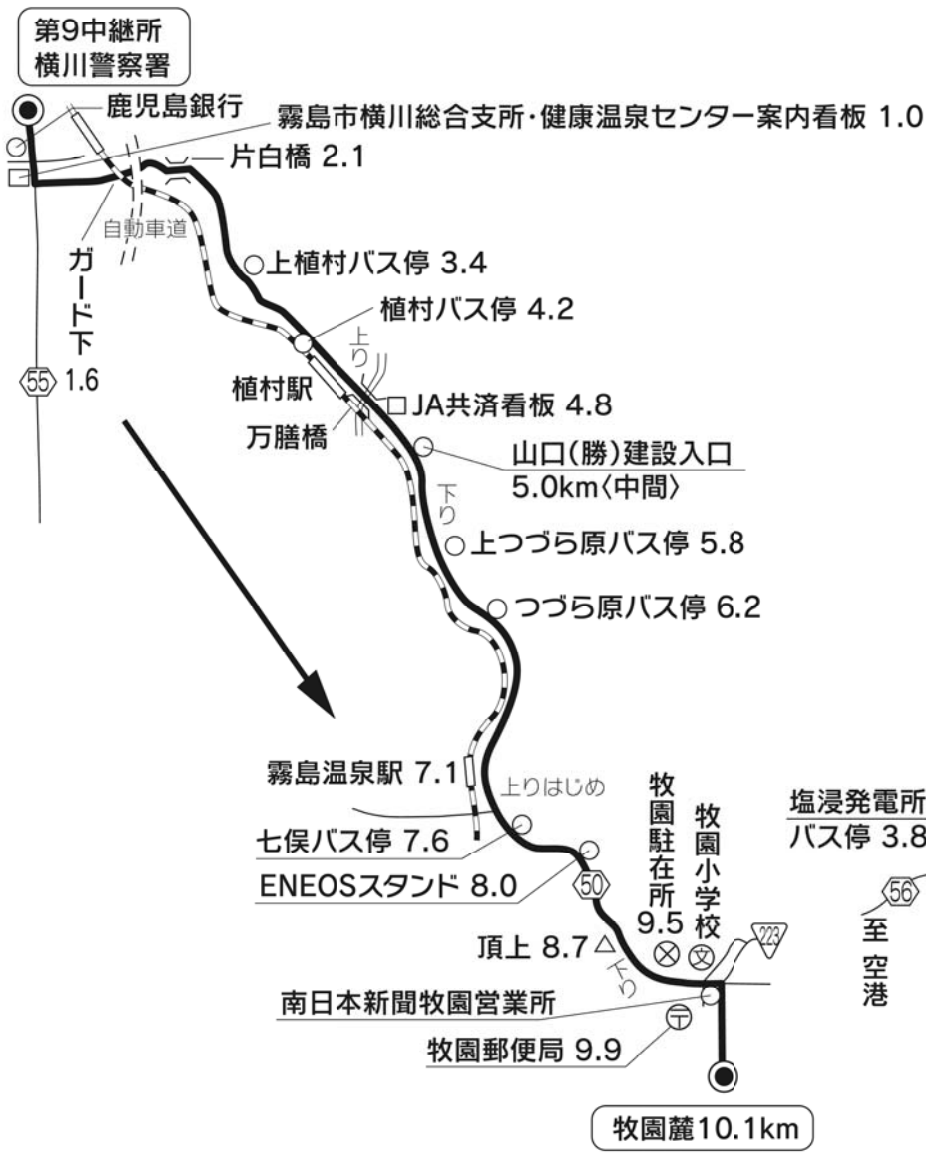 第9中継所
横川警察署
鹿児島銀行
霧島市横川総合支所・健康温泉センター案内看板 1.0
片白橋 2.1
自動車道
ガード下
1.6
55
上植村バス停 3.4
植村バス停 4.2
上り
植村駅
万膳橋
JA共済看板 4.8
山口(勝)建設入口
5.0km〈中間〉
下り
上つづら原バス停 5.8
つづら原バス停 6.2
霧島温泉駅 7.1
上りはじめ
七俣バス停 7.6
ENEOSスタンド 8.0
50
牧園駐在所
9.5
牧園小学校
文
223
頂上 8.7
下り
南日本新聞牧園営業所
〒
牧園郵便局 9.9
牧園麓10.1km
塩浸発電所
バス停 3.8
56
至空港